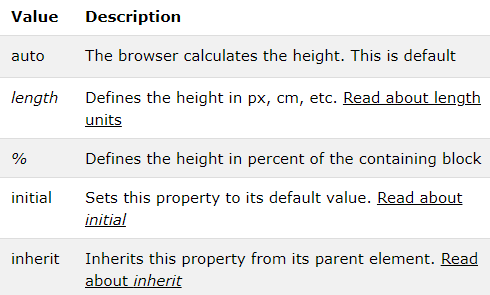 Value Description
auto The browser calculates the height. This is default
length Defines the height in px, cm, etc. Read about length
units
% Defines the height in percent of the containing block
initial Sets this property to its default value. Read about
initial
inherit Inherits this property from its parent element. Read
about inherit